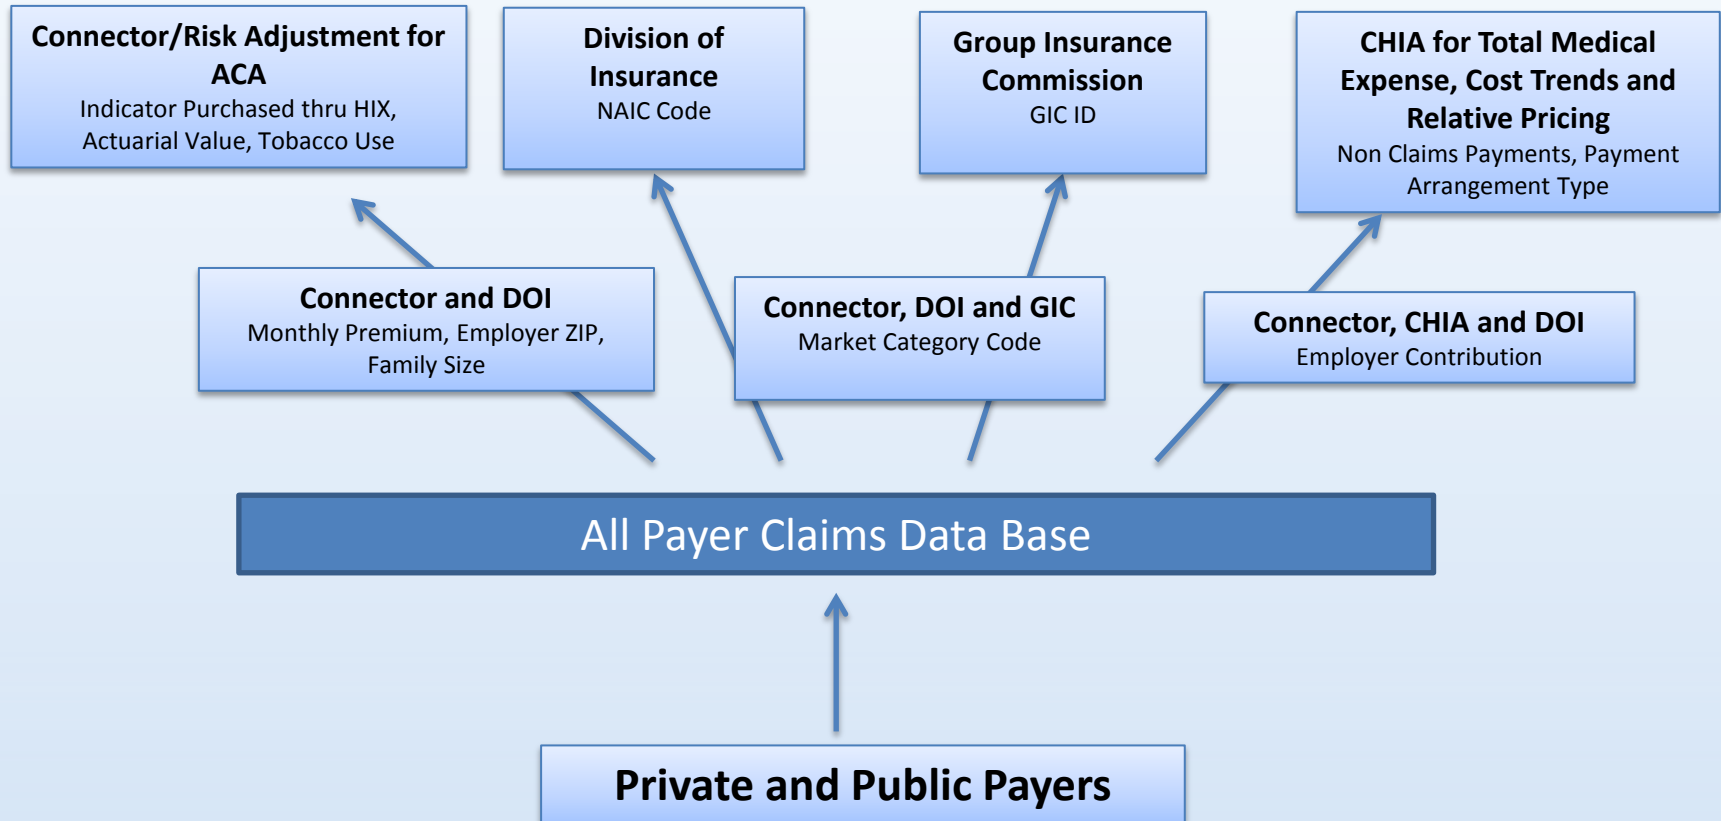 Connector/Risk Adjustment for
ACA
Indicator Purchased thru HIX,
Actuarial Value, Tobacco Use
Division of
Insurance
NAIC Code
Group Insurance
Commission
GIC ID
CHIA for Total Medical
Expense, Cost Trends and
Relative Pricing
Non Claims Payments, Payment
Arrangement Type
Connector and DOI
Monthly Premium, Employer ZIP,
Family Size
Connector, DOI and GIC
Market Category Code
Connector, CHIA and DOI
Employer Contribution
All Payer Claims Data Base
Private and Public Payers